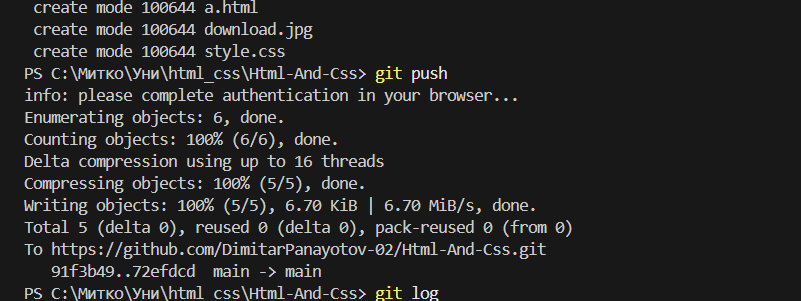 create mode 100644 a.html
create mode 100644 download.jpg
create mode 100644 style.css
PS C:\Митко\Уни\html_css\Html-And-Css> git push
info: please complete authentication in your browser...
Enumerating objects: 6, done.
Counting objects: 100% (6/6), done.
Delta compression using up to 16 threads
Compressing objects: 100% (5/5), done.
Writing objects: 100% (5/5), 6.70 KiB | 6.70 MiB/s, done.
Total 5 (delta 0), reused 0 (delta 0), pack-reused 0 (from 0)
To https://github.com/DimitarPanayotov-02/Html-And-Css.git
   91f3b49..72efdcd  main -> main
PS C:\Митко\Уни\html_css\Html-And-Css> git log